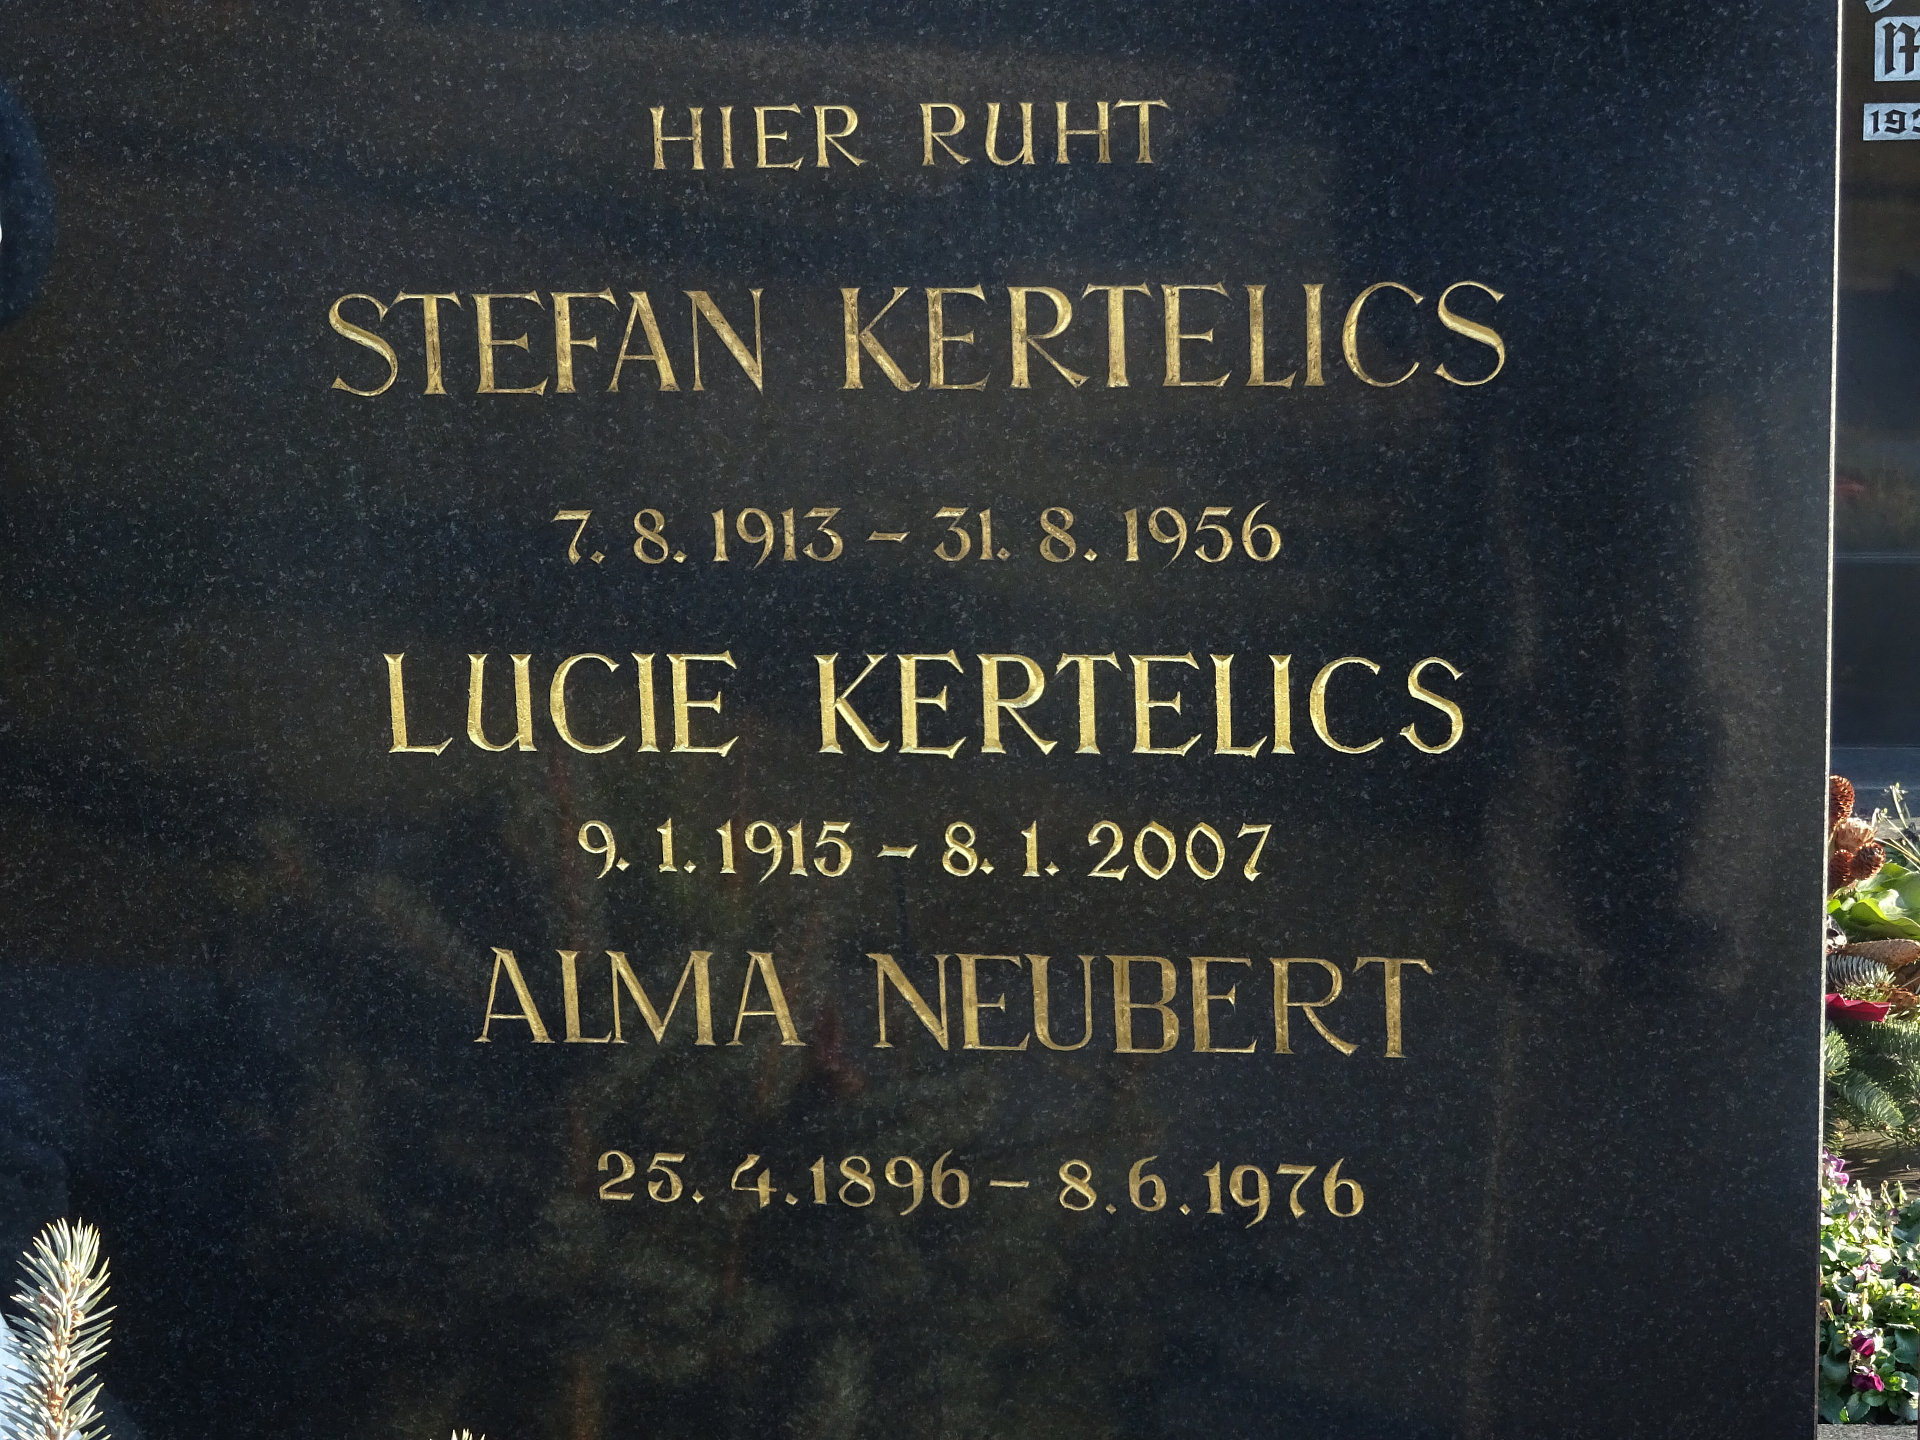 HIER RUHT
STEFAN KERTELICS
7. 8. 1913 – 31. 8. 1956
LUCIE KERTELICS
9. 1. 1915 – 8. 1. 2007
ALMA NEUBERT
25. 4. 1896 – 8. 6. 1976